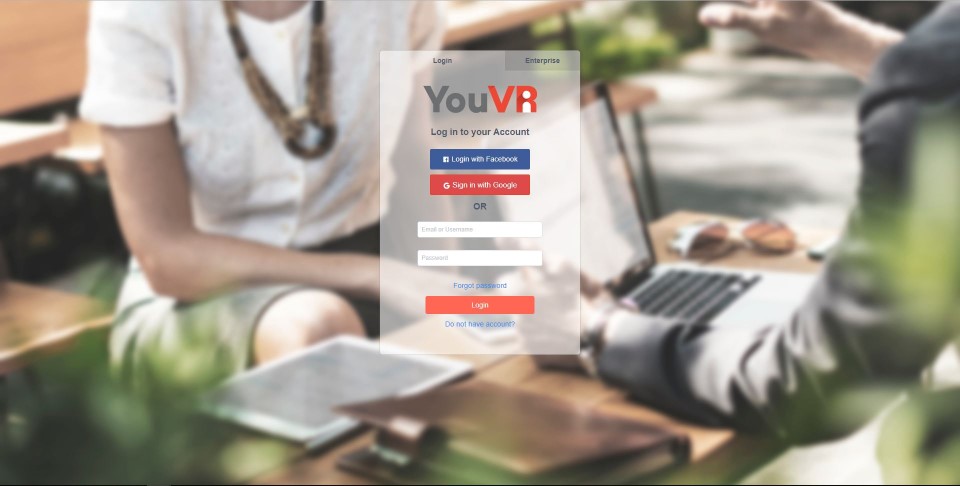 Login Enterprise
YouVR
Log in to your Account
Login with Facebook
G Sign in with Google
OR
Email or Username
Password
Forgot password
Login
Do not have account?